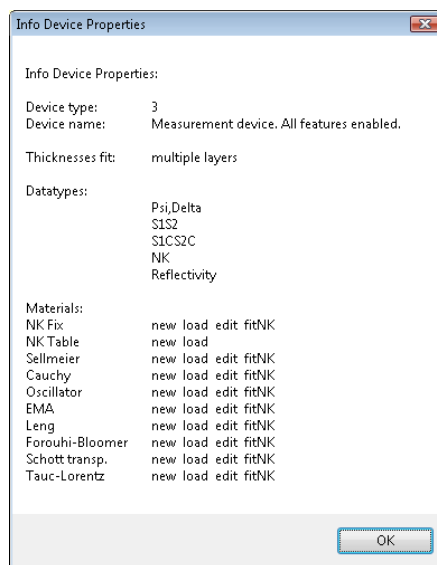 Info Device Properties
Info Device Properties:
Device type: 3
Device name: Measurement device. All features enabled.
Thicknesses fit: multiple layers
Datatypes:
Psi,Delta
S1S2
S1CS2C
NK
Reflectivity
Materials:
NK Fix new load edit fitNK
NK Table new load
Sellmeier new load edit fitNK
Cauchy new load edit fitNK
Oscillator new load edit fitNK
EMA new load edit fitNK
Leng new load edit fitNK
Forouhi-Bloomer new load edit fitNK
Schott transp. new load edit fitNK
Tauc-Lorentz new load edit fitNK
OK